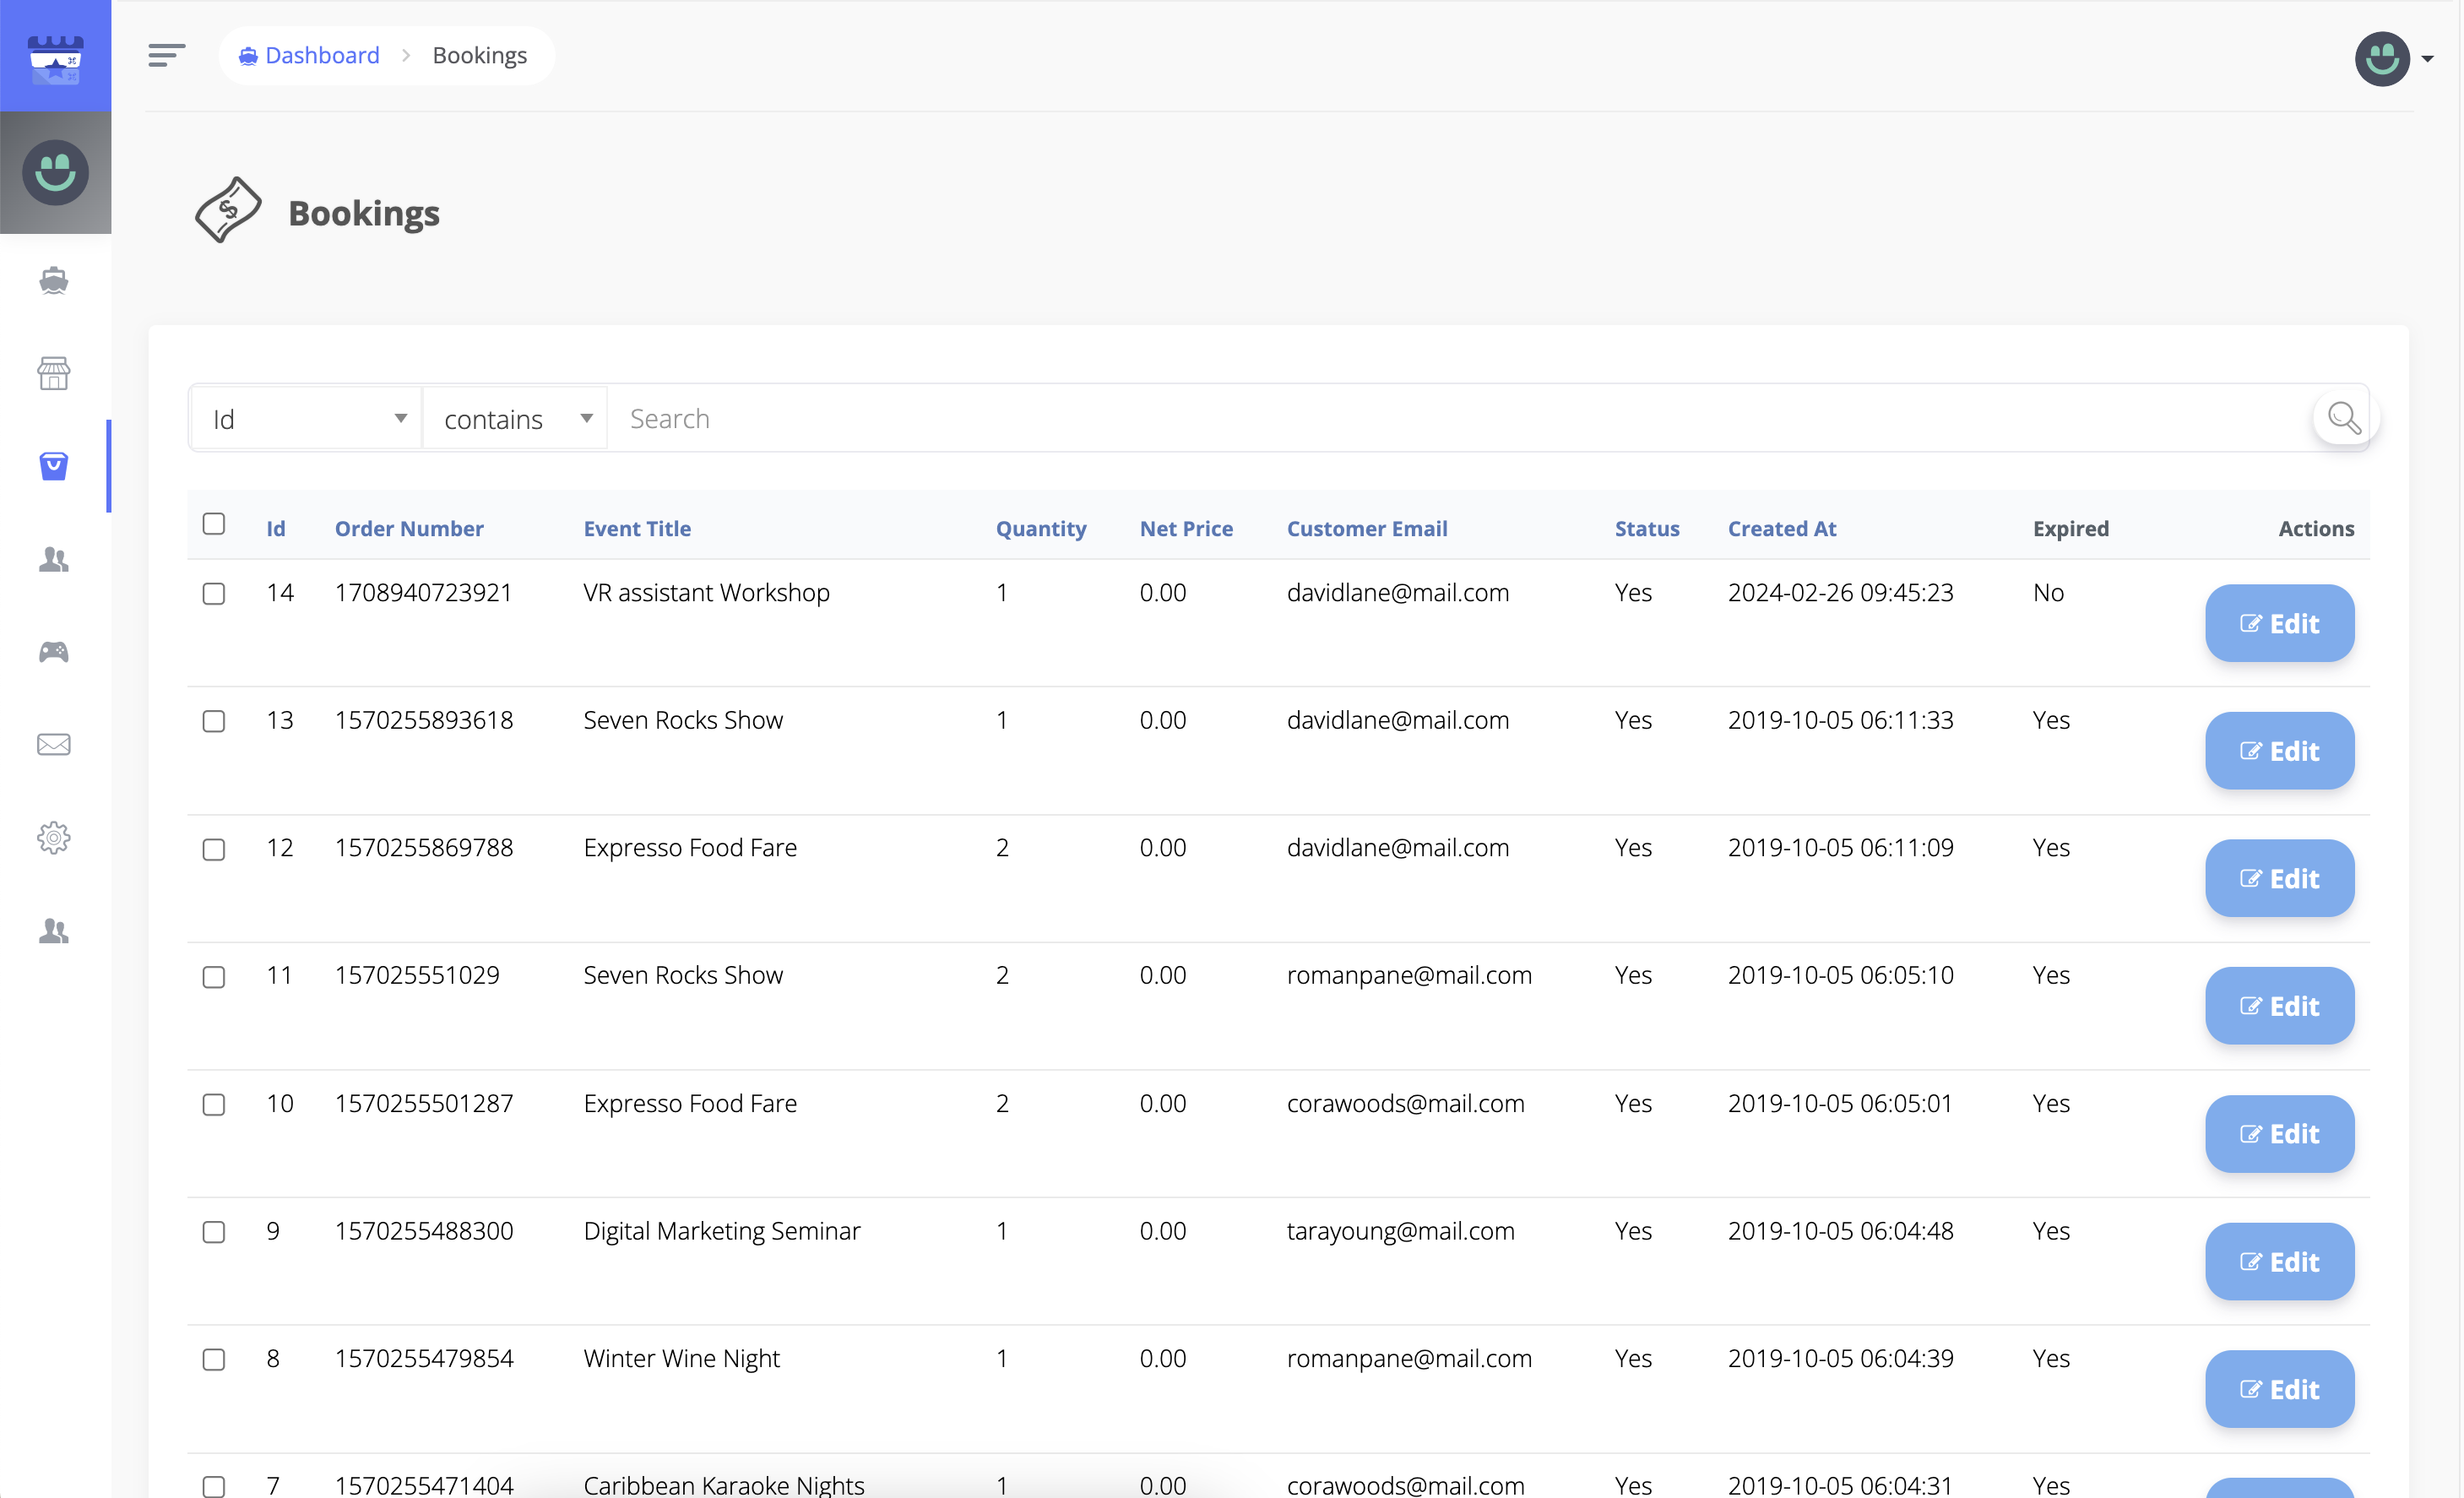 Dashboard > Bookings
Bookings
Id contains Search
Id Order Number Event Title Quantity Net Price Customer Email Status Created At Expired Actions
14 1708940723921 VR assistant Workshop 1 0.00 davidlane@mail.com Yes 2024-02-26 09:45:23 No Edit
13 1570255893618 Seven Rocks Show 1 0.00 davidlane@mail.com Yes 2019-10-05 06:11:33 Yes Edit
12 1570255869788 Expresso Food Fare 2 0.00 davidlane@mail.com Yes 2019-10-05 06:11:09 Yes Edit
11 157025551029 Seven Rocks Show 2 0.00 romanpane@mail.com Yes 2019-10-05 06:05:10 Yes Edit
10 1570255501287 Expresso Food Fare 2 0.00 corawoods@mail.com Yes 2019-10-05 06:05:01 Yes Edit
9 1570255488300 Digital Marketing Seminar 1 0.00 tarayoung@mail.com Yes 2019-10-05 06:04:48 Yes Edit
8 1570255479854 Winter Wine Night 1 0.00 romanpane@mail.com Yes 2019-10-05 06:04:39 Yes Edit
7 1570255471404 Caribbean Karaoke Nights 1 0.00 corawoods@mail.com Yes 2019-10-05 06:04:31 Yes